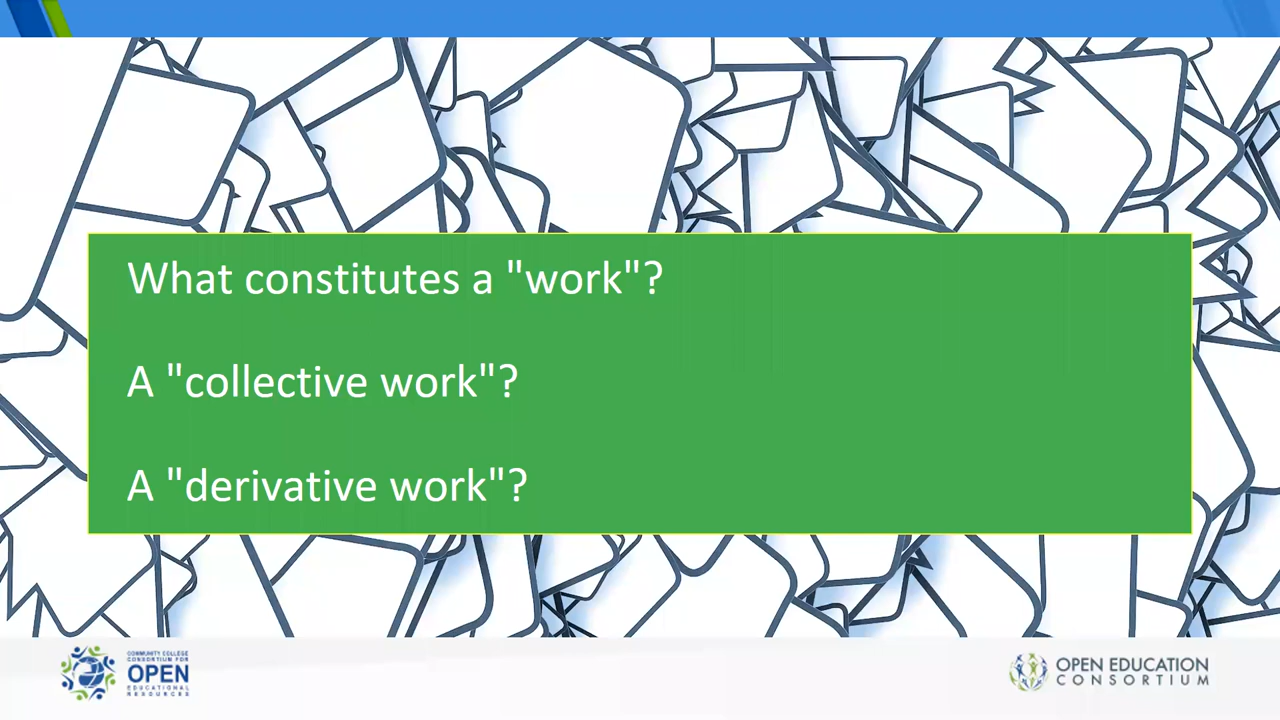 What constitutes a "work"?
A "collective work"?
A "derivative work"?
COMMUNITY COLLEGE
CONSORTIUM FOR
OPEN
EDUCATIONAL
RESOURCES
OPEN EDUCATION
CONSORTIUM